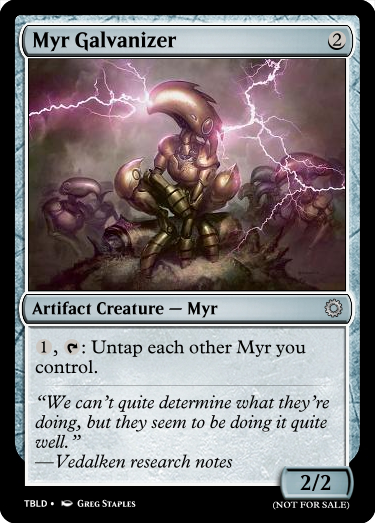 Myr Galvanizer 2
Artifact Creature — Myr
1, : Untap each other Myr you
control.
“We can’t quite determine what they’re
doing, but they seem to be doing it quite
well.”
—Vedalken research notes
2/2
TBLD • Greg Staples
(NOT FOR SALE)